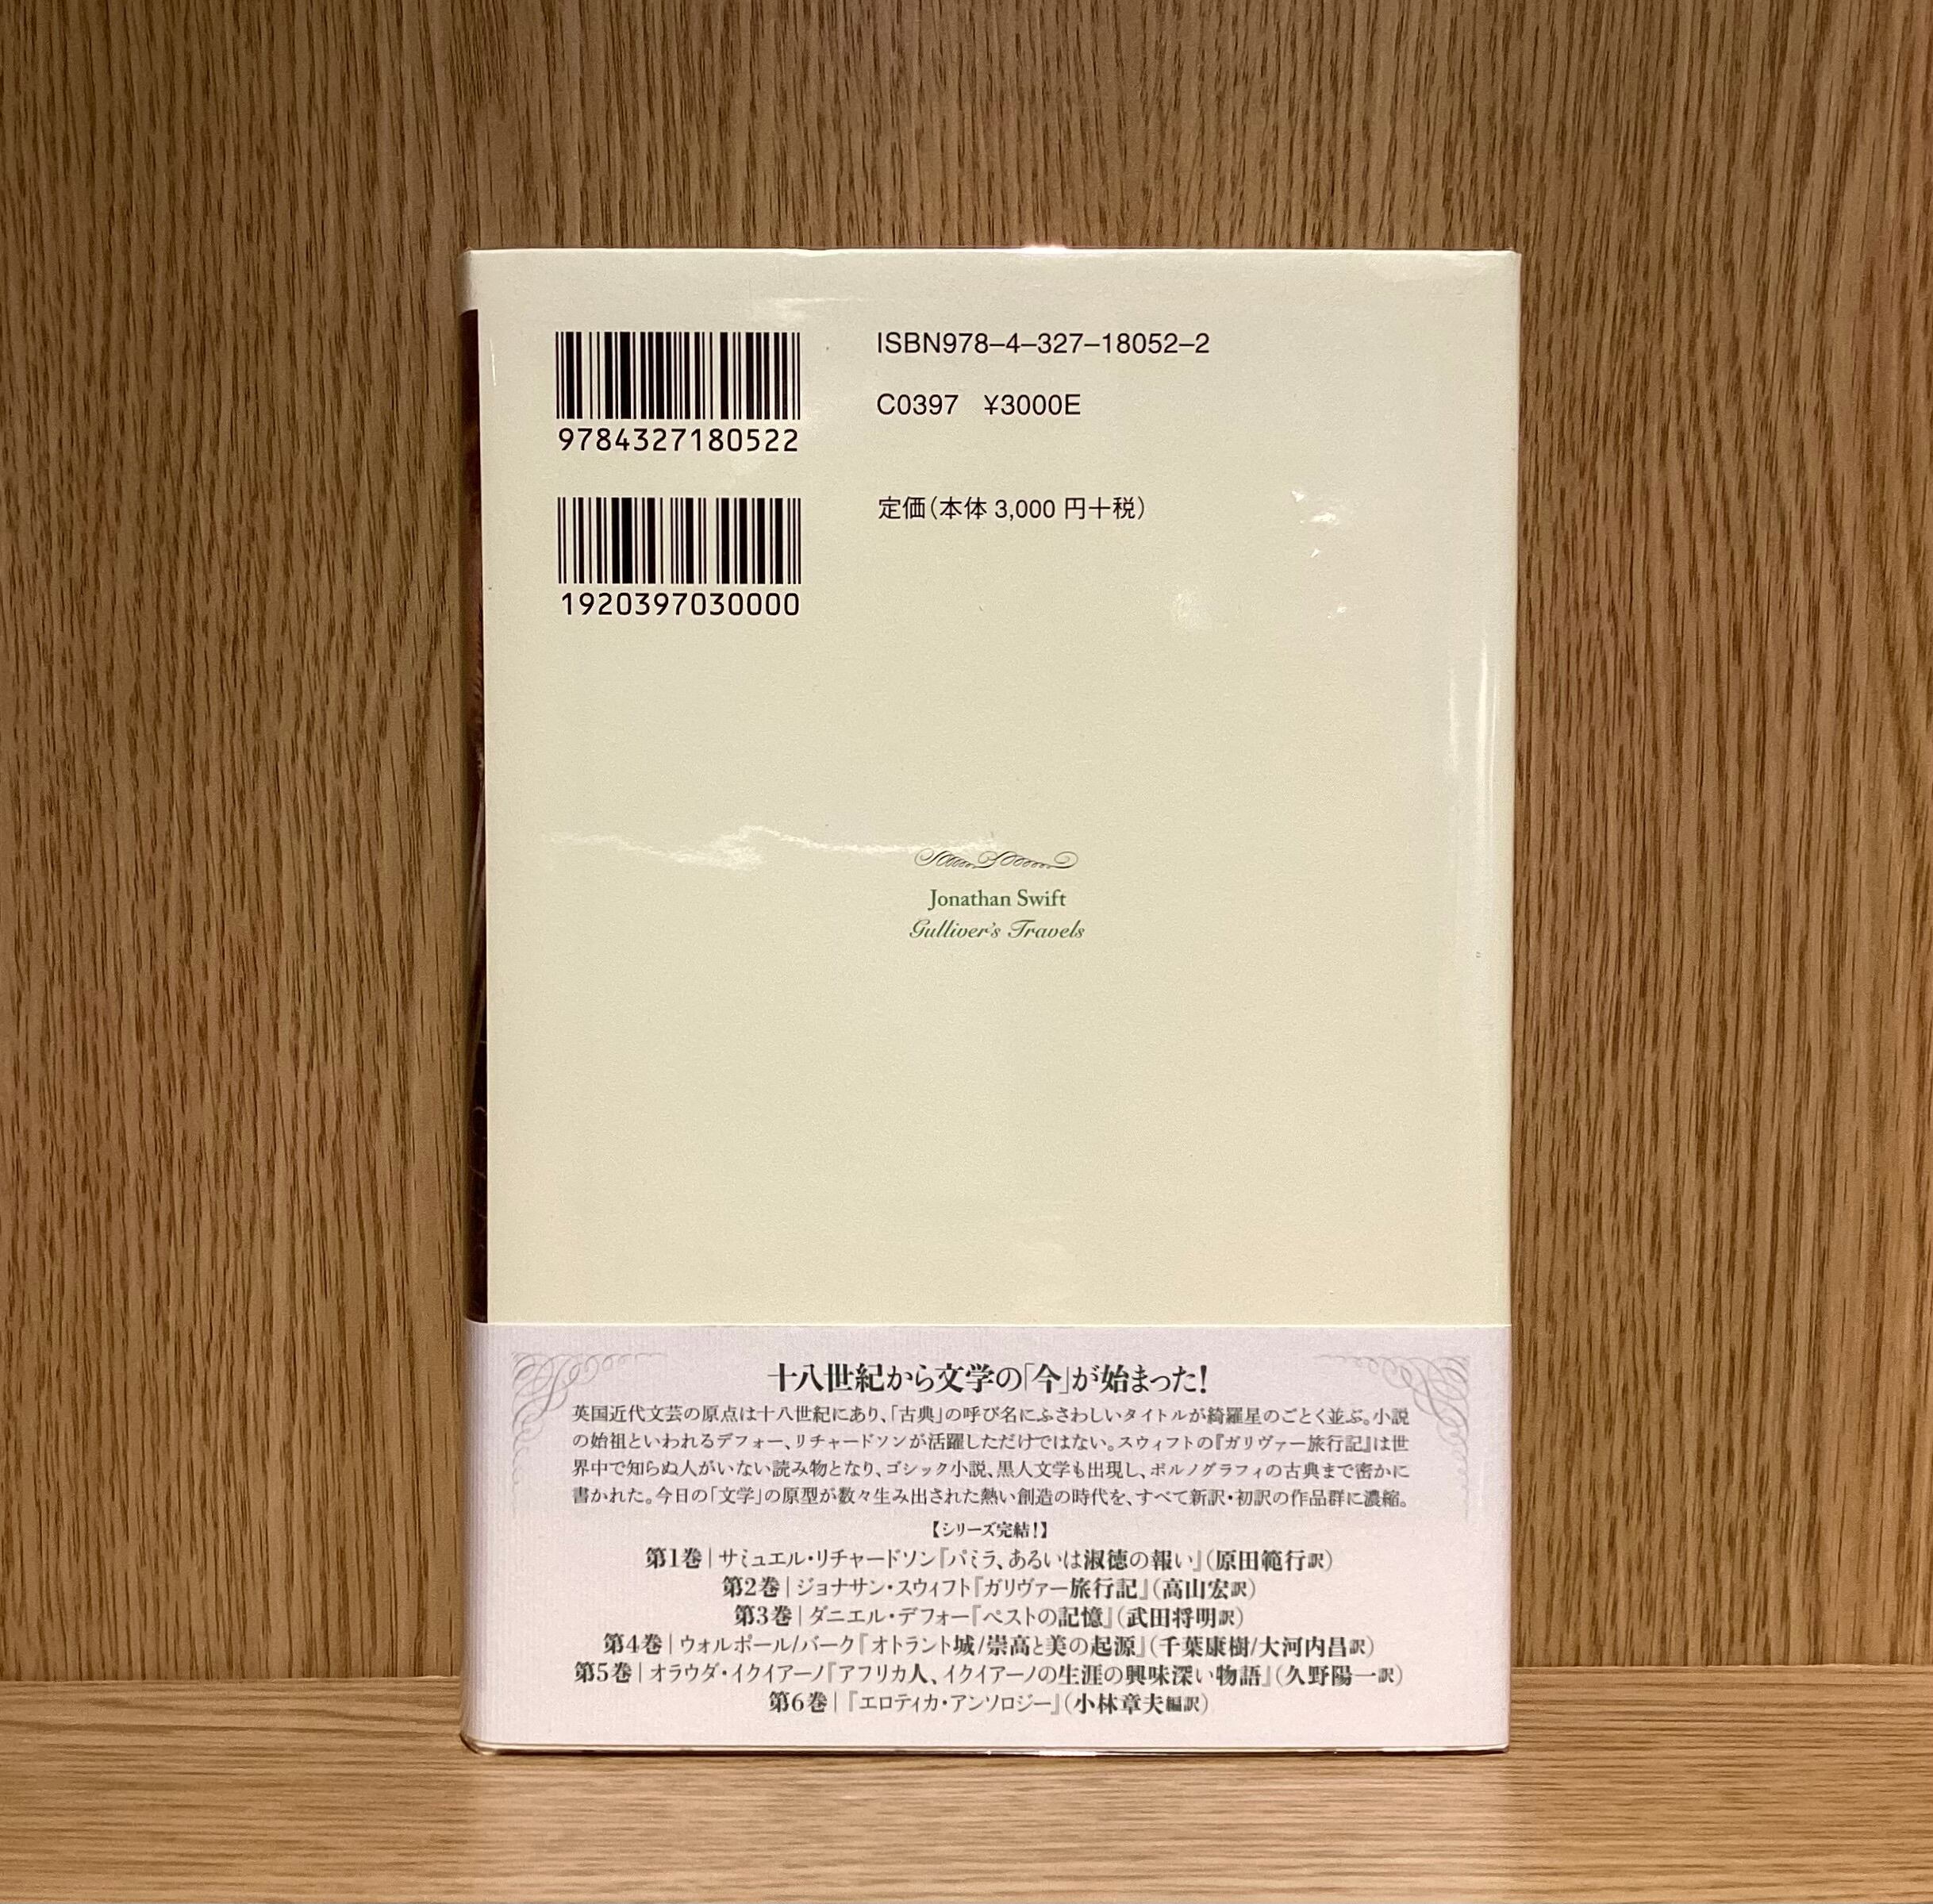 9784327180522
ISBN978–4–327–18052–2
C0397 ¥3000E
1920397030000
定価(本体 3,000 円+税)
Jonathan Swift
Gulliver's Travels
十八世紀から文学の「今」が始まった!
英国近代文芸の原点は十八世紀にあり、「古典」の呼び名にふさわしいタイトルが綺羅星のごとく並ぶ。小説
の始祖といわれるデフォー、リチャードソンが活躍しただけではない。スウィフトの『ガリヴァー旅行記』は世
界中で知らぬ人がいない読み物となり、ゴシック小説、黒人文学も出現し、ポルノグラフィの古典まで密かに
書かれた。今日の「文学」の原型が数々生み出された熱い創造の時代を、すべて新訳・初訳の作品群に濃縮。
【シリーズ完結!】
第1巻|サミュエル・リチャードソン『パミラ、あるいは淑徳の報い』(原田範行訳)
第2巻|ジョナサン・スウィフト『ガリヴァー旅行記』(高山宏訳)
第3巻|ダニエル・デフォー『ペストの記憶』(武田将明訳)
第4巻|ウォルポール/バーク『オトラント城/崇高と美の起源』(千葉康樹/大河内昌訳)
第5巻|オラウダ・イクイアーノ『アフリカ人、イクイアーノの生涯の興味深い物語』(久野陽一訳)
第6巻|『エロティカ・アンソロジー』(小林章夫編訳)